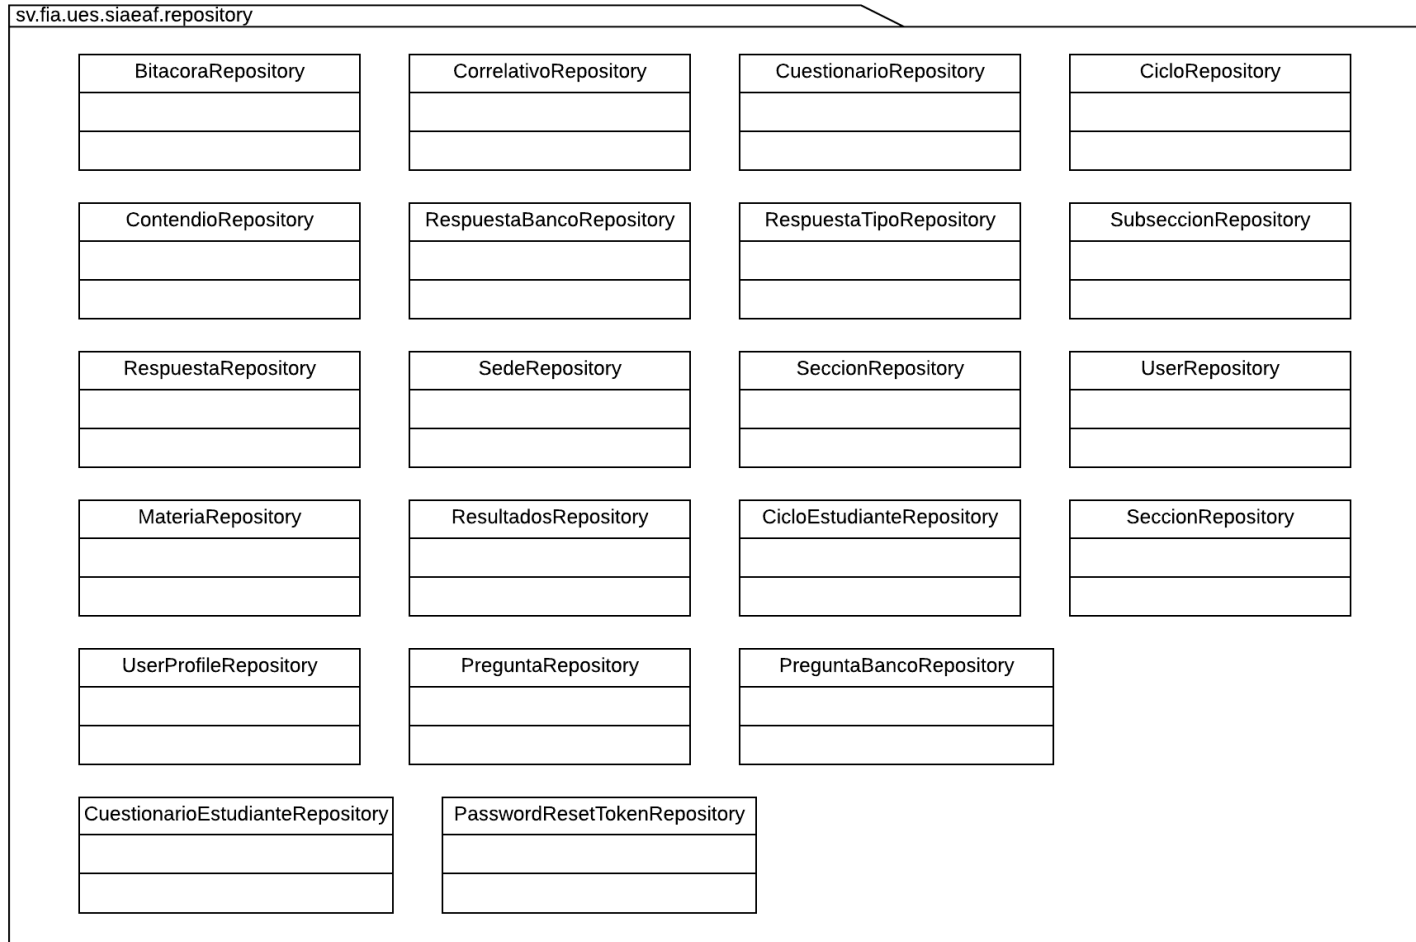 sv.fia.ues.siaeaf.repository
BitacoraRepository
CorrelativoRepository
CuestionarioRepository
CicloRepository
ContendioRepository
RespuestaBancoRepository
RespuestaTipoRepository
SubseccionRepository
RespuestaRepository
SedeRepository
SeccionRepository
UserRepository
MateriaRepository
ResultadosRepository
CicloEstudianteRepository
SeccionRepository
UserProfileRepository
PreguntaRepository
PreguntaBancoRepository
CuestionarioEstudianteRepository
PasswordResetTokenRepository